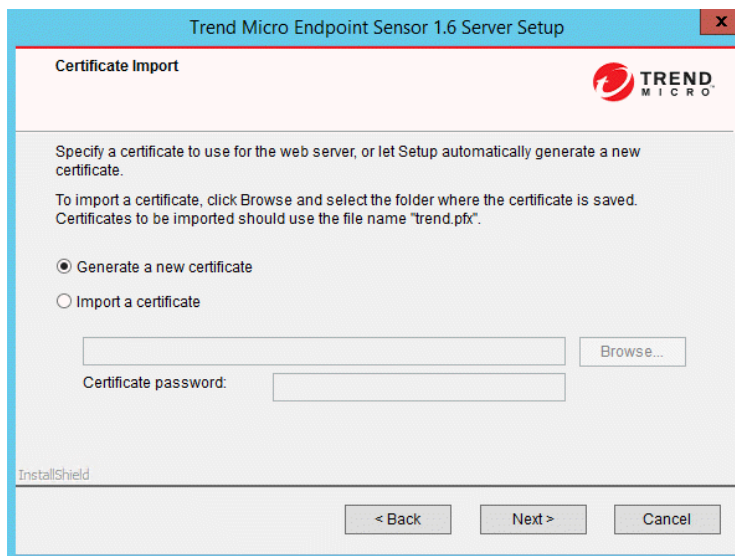 Trend Micro Endpoint Sensor 1.6 Server Setup
x
Certificate Import
TREND
MICRO
Specify a certificate to use for the web server, or let Setup automatically generate a new
certificate.
To import a certificate, click Browse and select the folder where the certificate is saved.
Certificates to be imported should use the file name "trend.pfx".
Generate a new certificate
Import a certificate
Browse...
Certificate password:
InstallShield
< Back
Next >
Cancel